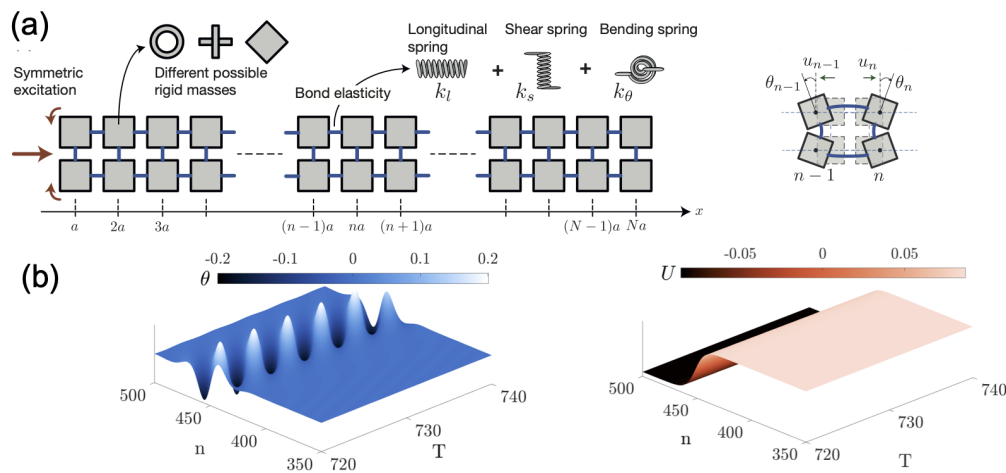 (a)
Symmetric
excitation
Different possible
rigid masses
Bond elasticity
Longitudinal
spring
k_l
+
Shear spring
k_s
+
Bending spring
k_θ
a
2a
3a
(n − 1)a
na
(n + 1)a
(N − 1)a
Na
x
u_{n−1}
u_n
θ_{n−1}
θ_n
n − 1
n
(b)
θ
-0.2
-0.1
0
0.1
0.2
500
450
400
350
n
720
730
740
T
U
-0.05
0
0.05
500
450
400
350
n
720
730
740
T